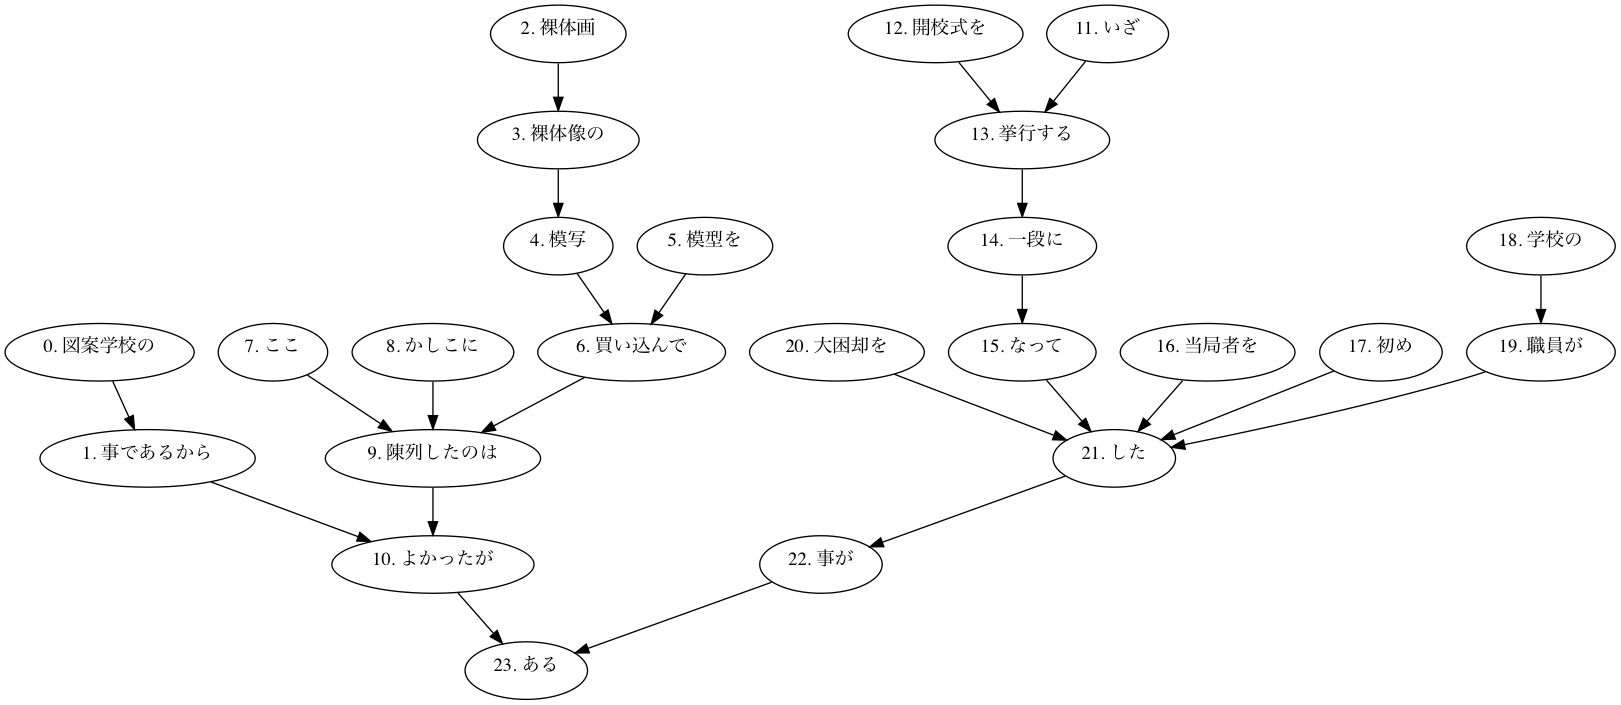 2. 裸体画
12. 開校式を
11. いざ
3. 裸体像の
13. 挙行する
4. 模写
5. 模型を
14. 一段に
18. 学校の
0. 図案学校の
7. ここ
8. かしこに
6. 買い込んで
20. 大困却を
15. なって
16. 当局者を
17. 初め
19. 職員が
1. 事であるから
9. 陳列したのは
21. した
10. よかったが
22. 事が
23. ある